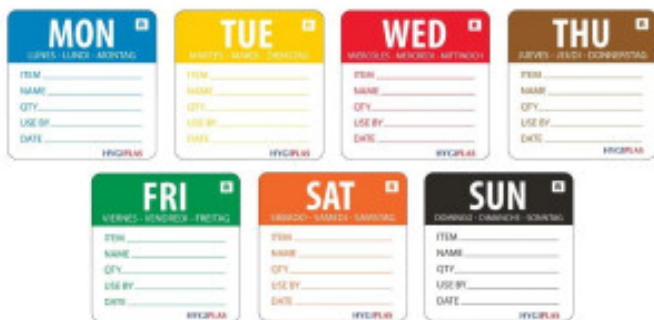 MON
LUNES - LUNDI - MONTAG
ITEM
NAME
QTY
USE BY
DATE
HYGIPLAS
TUE
MARTES - MARDI - DIENSTAG
ITEM
NAME
QTY
USE BY
DATE
HYGIPLAS
WED
MIERCOLES - MERCREDI - MITTWOCH
ITEM
NAME
QTY
USE BY
DATE
HYGIPLAS
THU
JUEVES - JEUDI - DONNERSTAG
ITEM
NAME
QTY
USE BY
DATE
HYGIPLAS
FRI
VIERNES - VENDREDI - FREITAG
ITEM
NAME
QTY
USE BY
DATE
HYGIPLAS
SAT
SABADO - SAMEDI - SAMSTAG
ITEM
NAME
QTY
USE BY
DATE
HYGIPLAS
SUN
DOMINGO - DIMANCHE - SONNTAG
ITEM
NAME
QTY
USE BY
DATE
HYGIPLAS